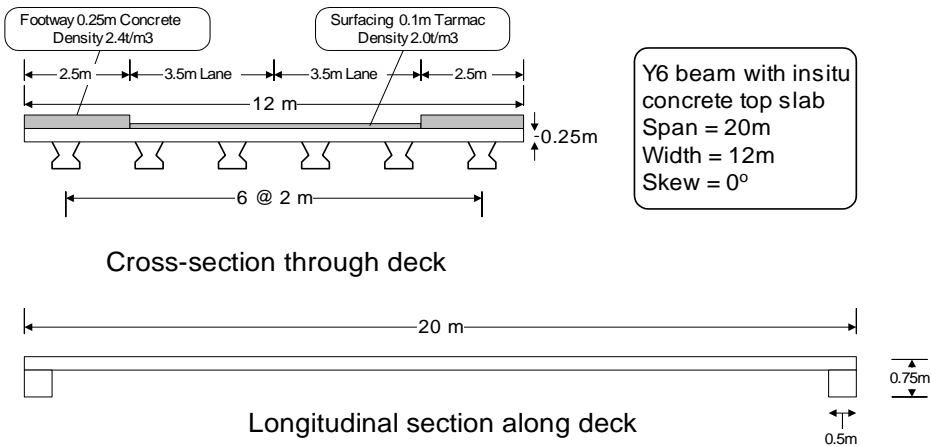 Footway 0.25m Concrete
Density 2.4t/m3
Surfacing 0.1m Tarmac
Density 2.0t/m3
2.5m
3.5m Lane
3.5m Lane
2.5m
12 m
0.25m
6 @ 2 m
Cross-section through deck
Y6 beam with insitu
concrete top slab
Span = 20m
Width = 12m
Skew = 0º
20 m
0.75m
0.5m
Longitudinal section along deck